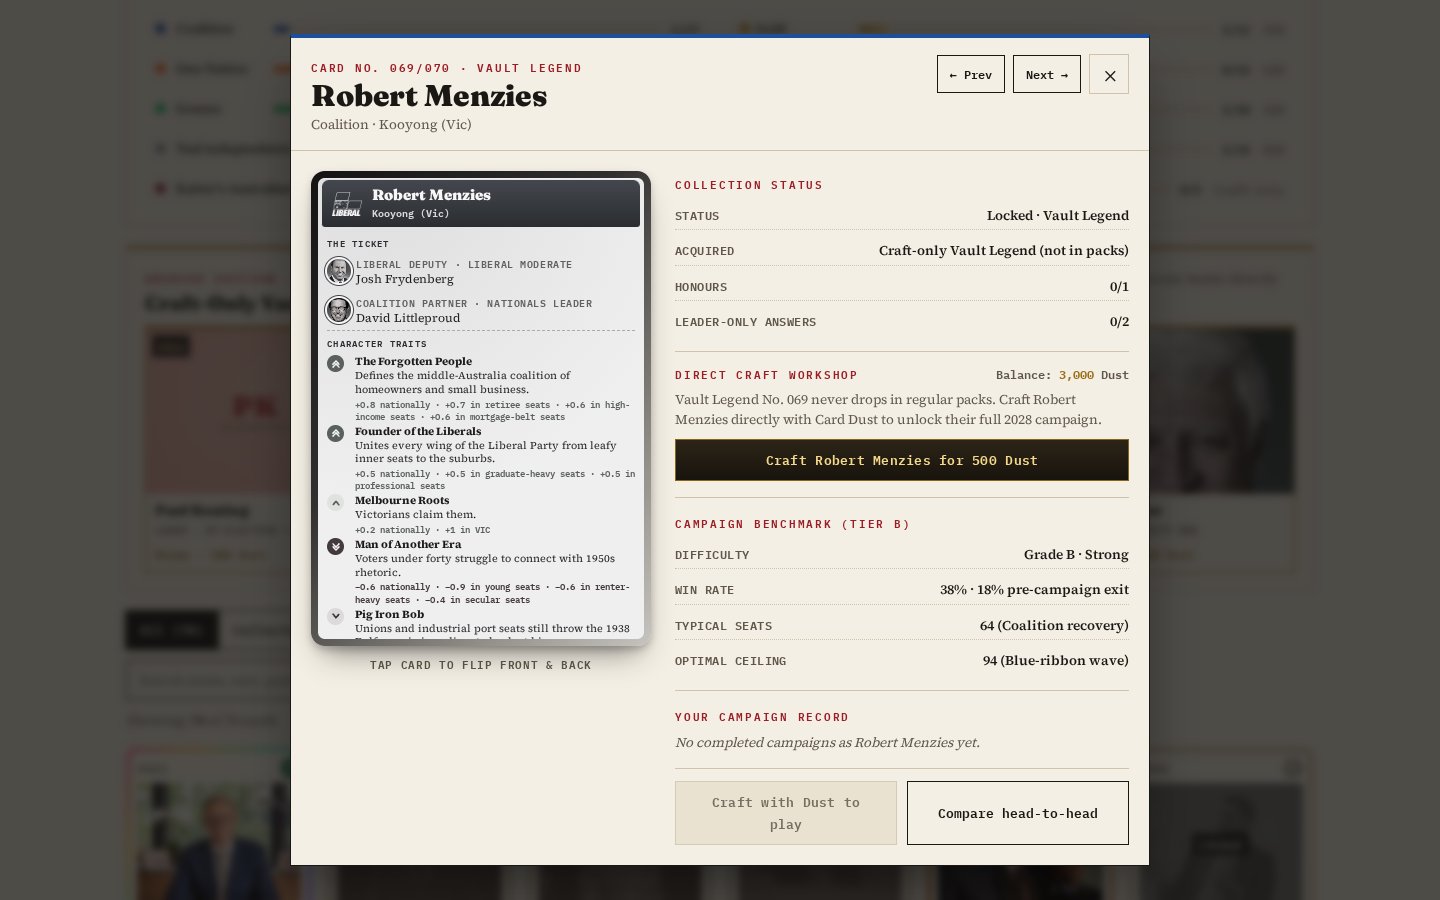 CARD NO. 069/070 · VAULT LEGEND
Robert Menzies
Coalition · Kooyong (Vic)
← Prev
Next →
×
LIBERAL
Robert Menzies
Kooyong (Vic)
THE TICKET
LIBERAL DEPUTY · LIBERAL MODERATE
Josh Frydenberg
COALITION PARTNER · NATIONALS LEADER
David Littleproud
CHARACTER TRAITS
The Forgotten People
Defines the middle-Australia coalition of
homeowners and small business.
+0.8 nationally · +0.7 in retiree seats · +0.6 in high-
income seats · +0.6 in mortgage-belt seats
Founder of the Liberals
Unites every wing of the Liberal Party from leafy
inner seats to the suburbs.
+0.5 nationally · +0.5 in graduate-heavy seats · +0.5 in
professional seats
Melbourne Roots
Victorians claim them.
+0.2 nationally · +1 in VIC
Man of Another Era
Voters under forty struggle to connect with 1950s
rhetoric.
−0.6 nationally · −0.9 in young seats · −0.6 in renter-
heavy seats · −0.4 in secular seats
Pig Iron Bob
Unions and industrial port seats still throw the 1938
TAP CARD TO FLIP FRONT & BACK
COLLECTION STATUS
STATUS
Locked · Vault Legend
ACQUIRED
Craft-only Vault Legend (not in packs)
HONOURS
0/1
LEADER-ONLY ANSWERS
0/2
DIRECT CRAFT WORKSHOP
Balance: 3,000 Dust
Vault Legend No. 069 never drops in regular packs. Craft Robert
Menzies directly with Card Dust to unlock their full 2028 campaign.
Craft Robert Menzies for 500 Dust
CAMPAIGN BENCHMARK (TIER B)
DIFFICULTY
Grade B · Strong
WIN RATE
38% · 18% pre-campaign exit
TYPICAL SEATS
64 (Coalition recovery)
OPTIMAL CEILING
94 (Blue-ribbon wave)
YOUR CAMPAIGN RECORD
No completed campaigns as Robert Menzies yet.
Craft with Dust to
play
Compare head-to-head